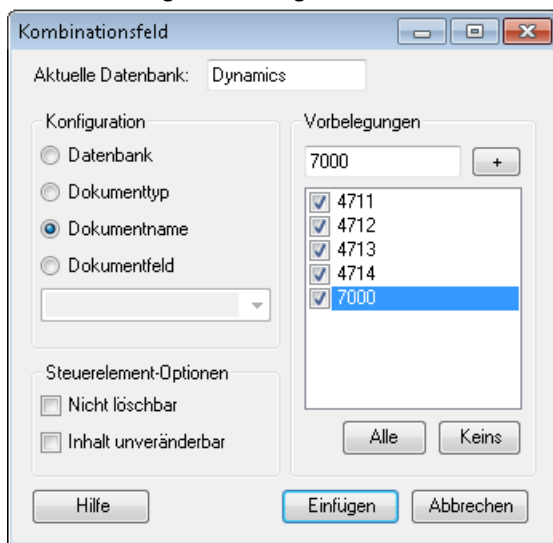 Kombinationsfeld
Aktuelle Datenbank: Dynamics
Konfiguration
Datenbank
Dokumenttyp
Dokumentname
Dokumentfeld
Steuerelement-Optionen
Nicht löschbar
Inhalt unveränderbar
Vorbelegungen
7000 +
4711
4712
4713
4714
7000
Alle Keins
Hilfe Einfügen Abbrechen